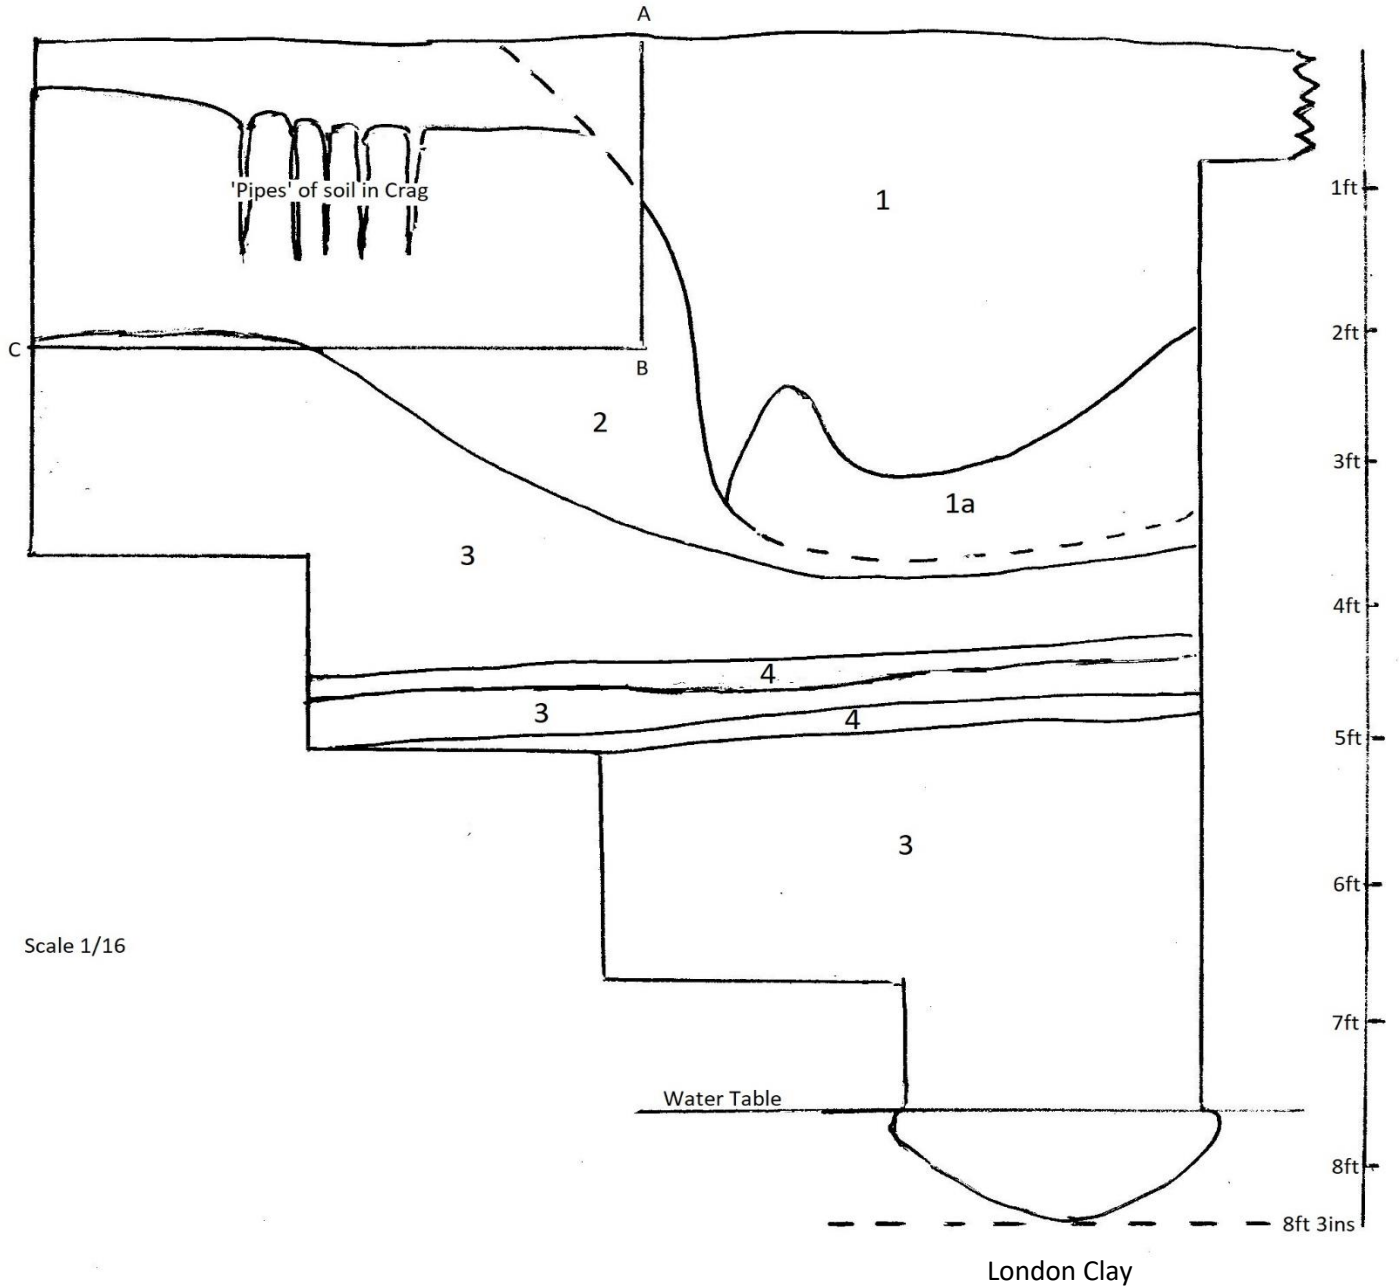 A
'Pipes' of soil in Crag
1
1ft
2ft
C
B
2
3ft
1a
3
4ft
4
3
4
5ft
3
6ft
Scale 1/16
7ft
Water Table
8ft
8ft 3ins
London Clay